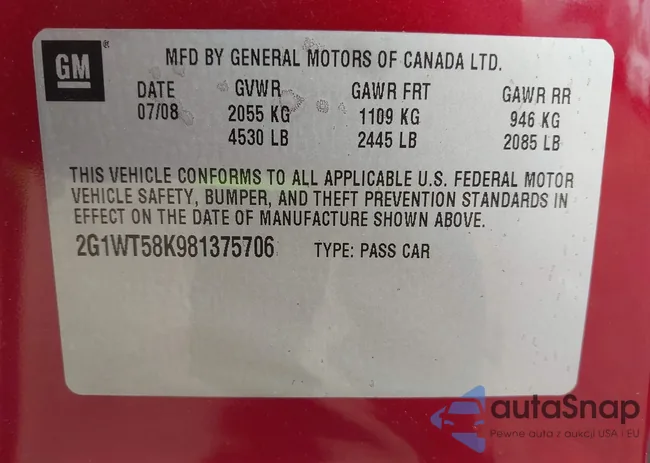 GM
MFD BY GENERAL MOTORS OF CANADA LTD.
DATE GVWR GAWR FRT GAWR RR
07/08 2055 KG 1109 KG 946 KG
4530 LB 2445 LB 2085 LB
THIS VEHICLE CONFORMS TO ALL APPLICABLE U.S. FEDERAL MOTOR
VEHICLE SAFETY, BUMPER, AND THEFT PREVENTION STANDARDS IN
EFFECT ON THE DATE OF MANUFACTURE SHOWN ABOVE.
2G1WT58K981375706 TYPE: PASS CAR
autaSnap
Pewne auta z aukcji USA i EU